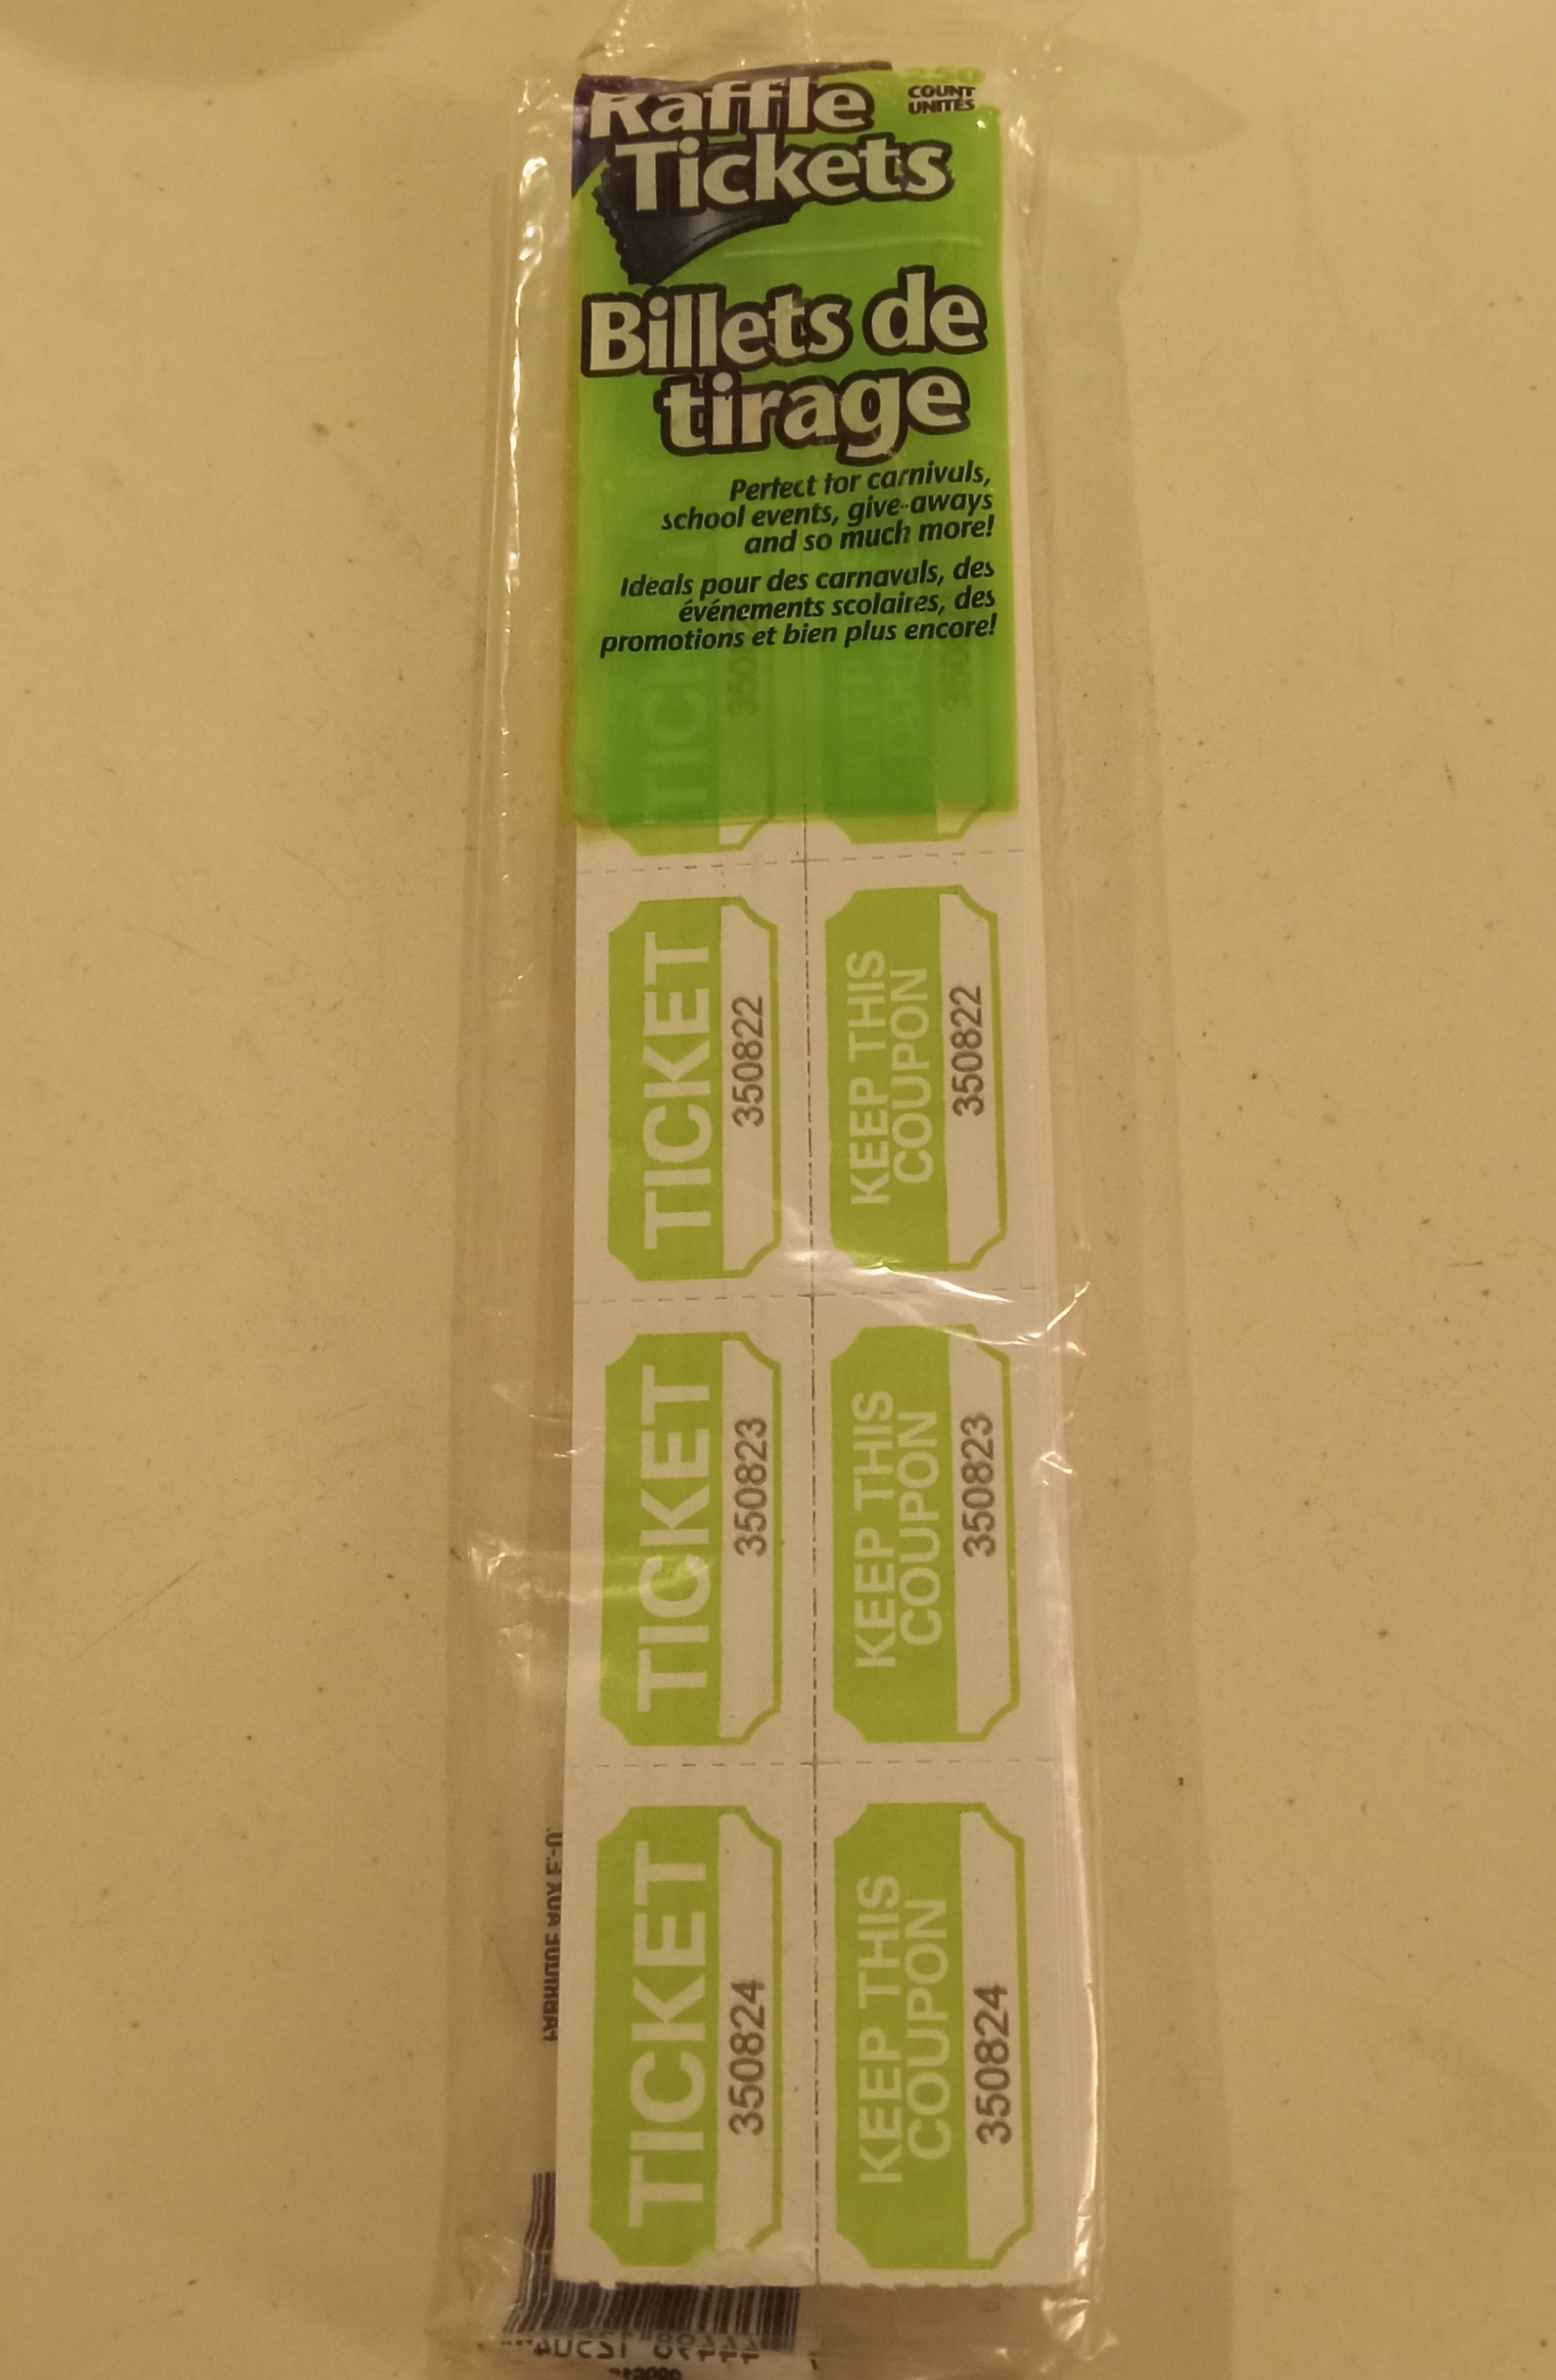 Raffle
Tickets
250
COUNT
UNITÉS
Billets de
tirage
Perfect for carnivals,
school events, give-aways
and so much more!
Idéals pour des carnavals, des
événements scolaires, des
promotions et bien plus encore!
TICKET
350822
KEEP THIS
COUPON
350822
TICKET
350823
KEEP THIS
COUPON
350823
TICKET
350824
KEEP THIS
COUPON
350824